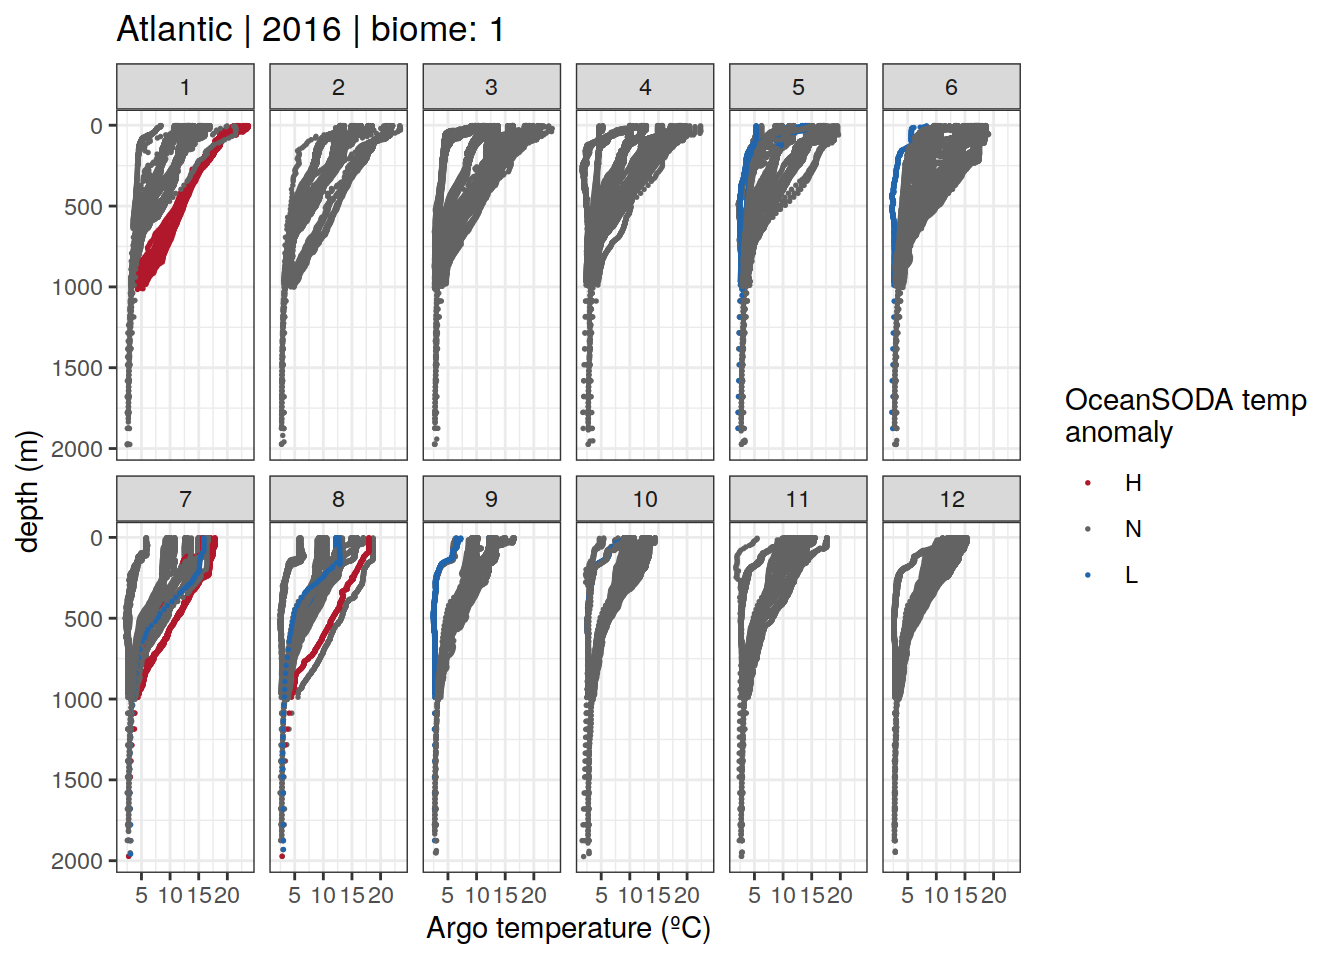 Atlantic | 2016 | biome: 1
1 2 3 4 5 6
0
500
1000
1500
2000
7 8 9 10 11 12
0
500
1000
1500
2000
5 10 15 20 5 10 15 20 5 10 15 20 5 10 15 20 5 10 15 20 5 10 15 20
Argo temperature (ºC)
depth (m)
OceanSODA temp
anomaly
H
N
L